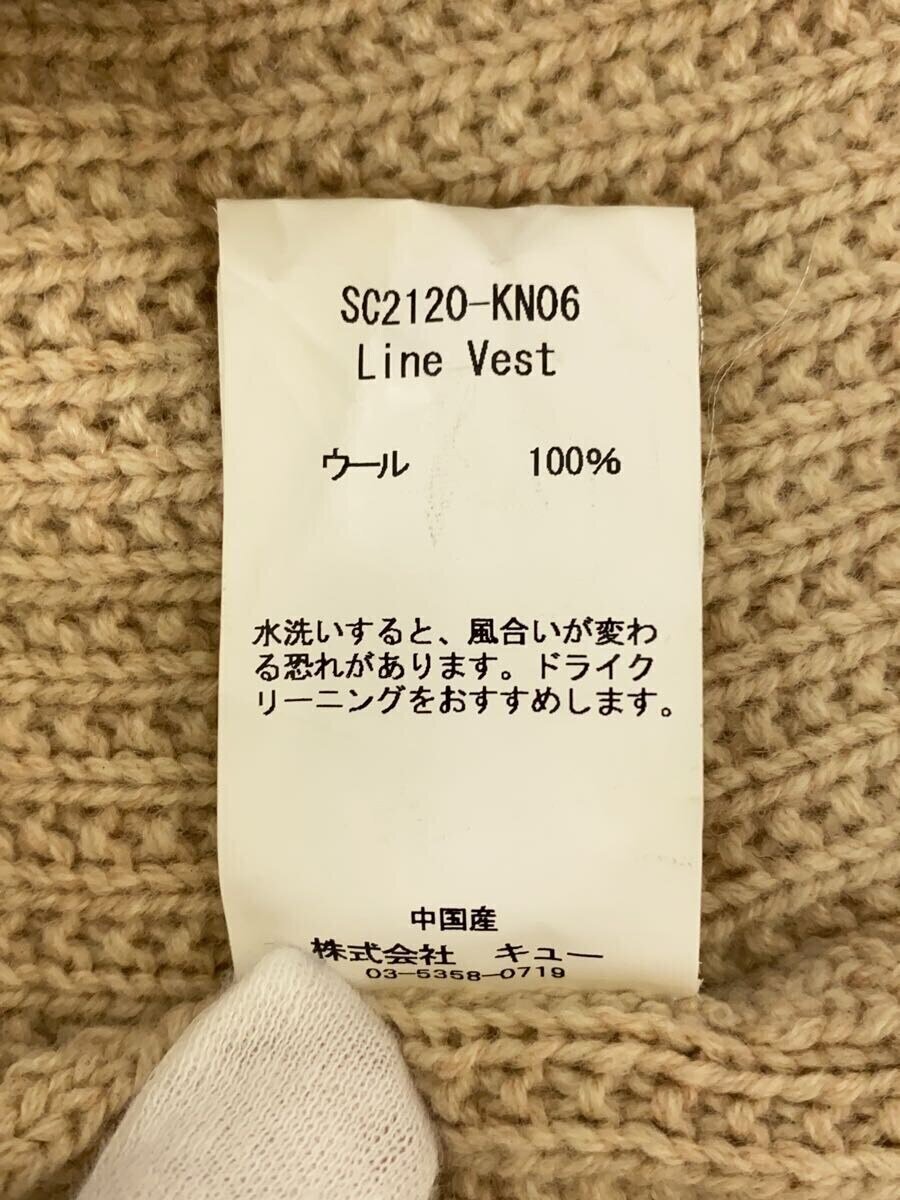 SC2120-KN06
Line Vest
ウール 100%
水洗いすると、風合いが変わ
る恐れがあります。ドライク
リーニングをおすすめします。
中国産
株式会社 キュー
03-5358-0719